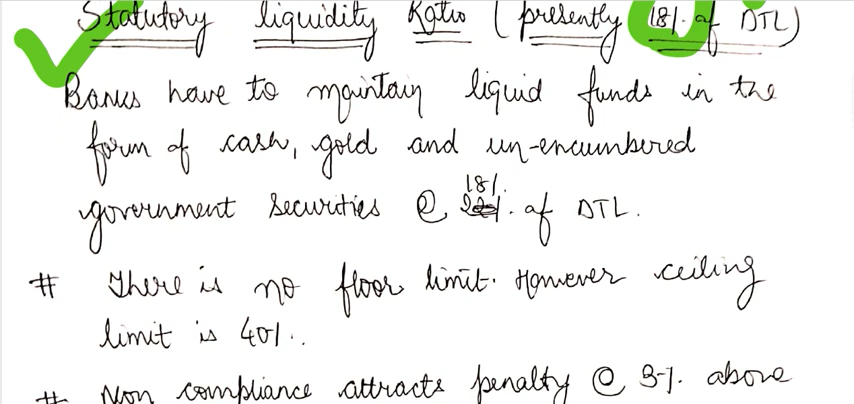 Statutory liquidity Ratio (presently 18% of DTL)
Banks have to maintain liquid funds in the
form of cash, gold and un-encumbered
18%
government securities @ % of DTL.
# There is no floor limit. However ceiling
limit is 40%.
# Non compliance attracts penalty @ 3% above